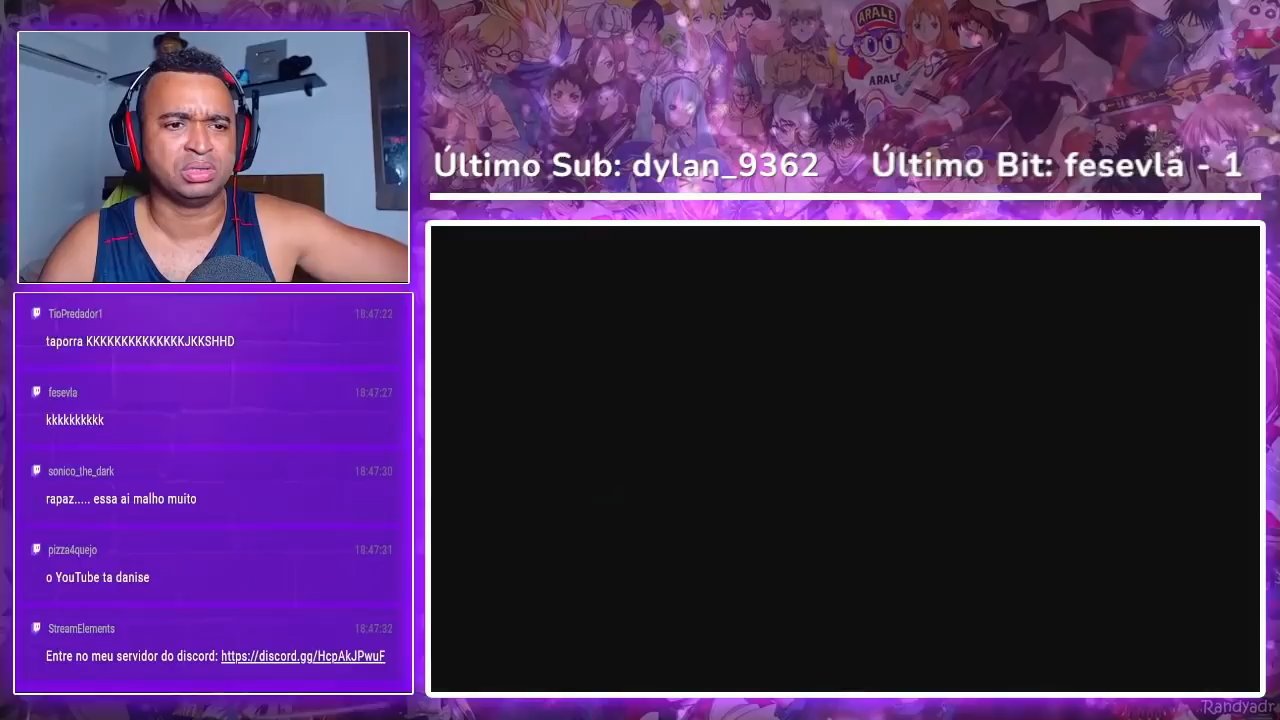 ARALE
ARALE
Último Sub: dylan_9362
Último Bit: fesevla - 1
TioPredador1
18:47:22
taporra KKKKKKKKKKKKKKJKKSHHD
fesevla
18:47:27
kkkkkkkkkk
sonico_the_dark
18:47:30
rapaz..... essa ai malho muito
pizza4quejo
18:47:31
o YouTube ta danise
StreamElements
18:47:32
Entre no meu servidor do discord: https://discord.gg/HcpAkJPwuF
Randyadr